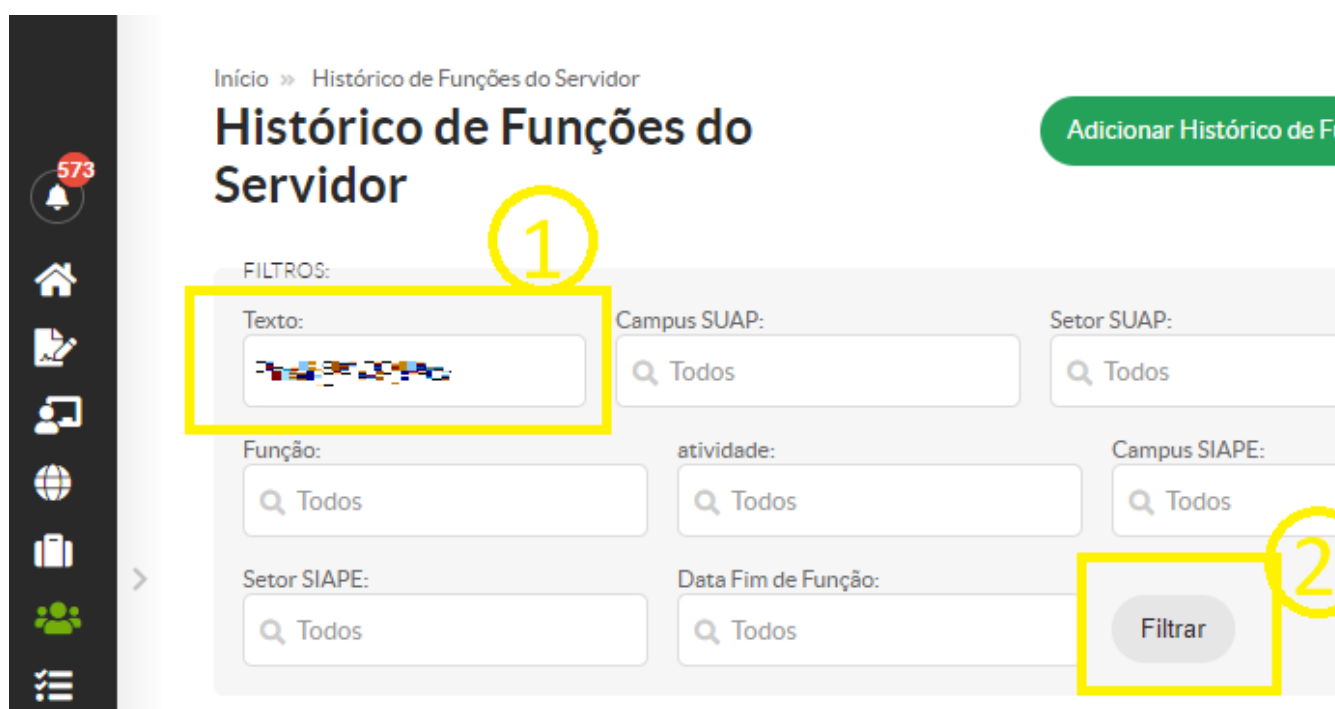 Início » Histórico de Funções do Servidor
Histórico de Funções do
Servidor
Adicionar Histórico de
573
1
FILTROS:
Texto:
Campus SUAP:
Setor SUAP:
Todos
Todos
Função:
atividade:
Campus SIAPE:
Todos
Todos
Todos
2
Setor SIAPE:
Data Fim de Função:
Todos
Todos
Filtrar